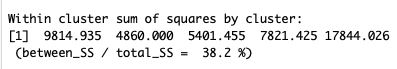 Within cluster sum of squares by cluster:
[1]  9814.935  4860.000  5401.455  7821.425 17844.026
 (between_SS / total_SS =  38.2 %)